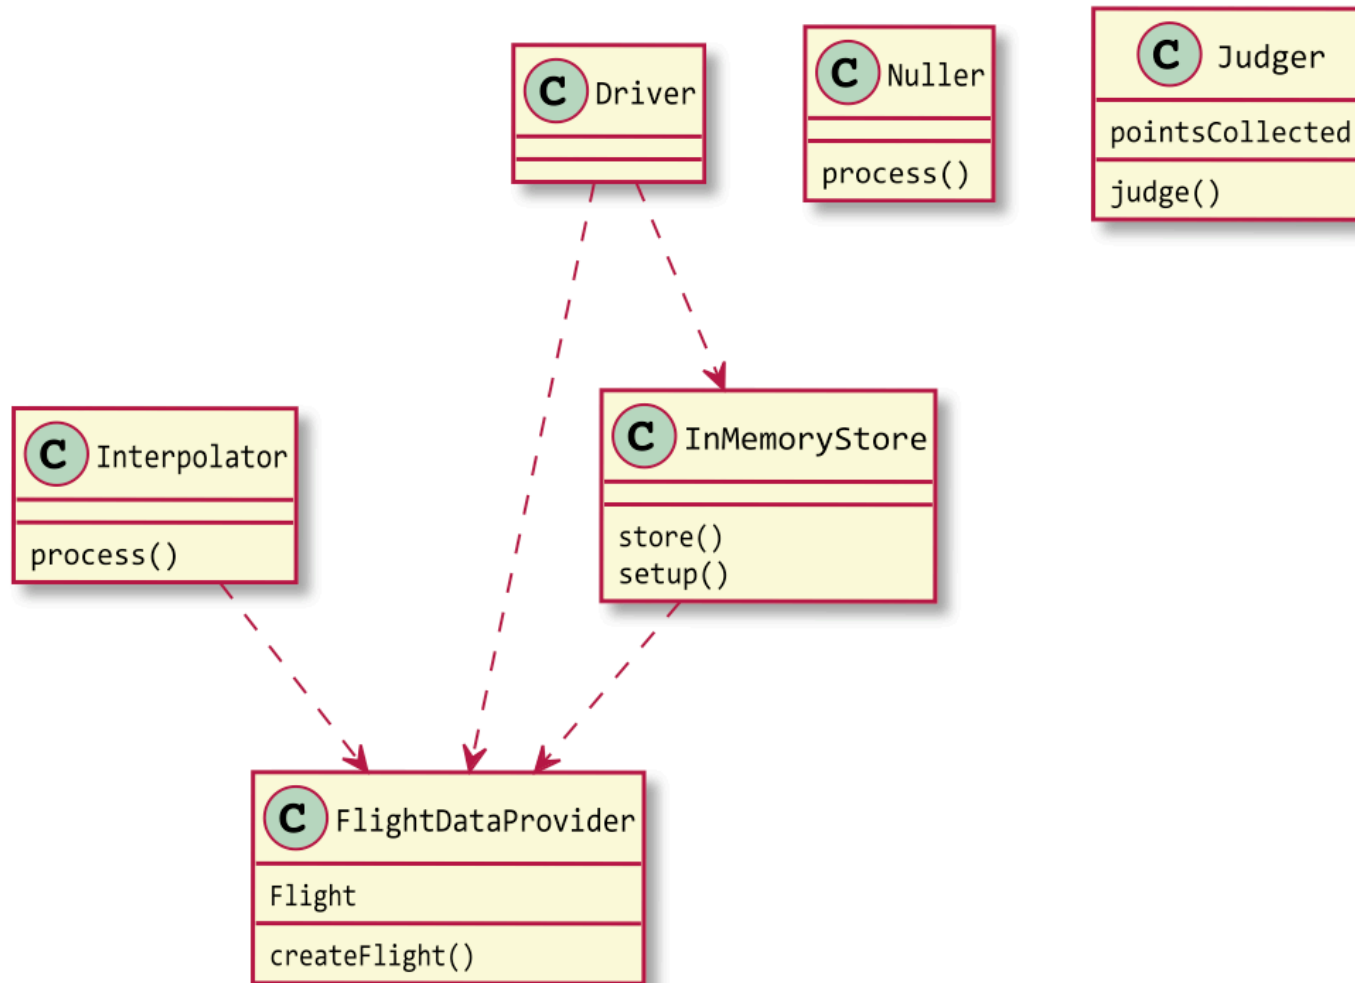 C Driver
C Nuller
process()
C Judger
pointsCollected
judge()
C Interpolator
process()
C InMemoryStore
store()
setup()
C FlightDataProvider
Flight
createFlight()